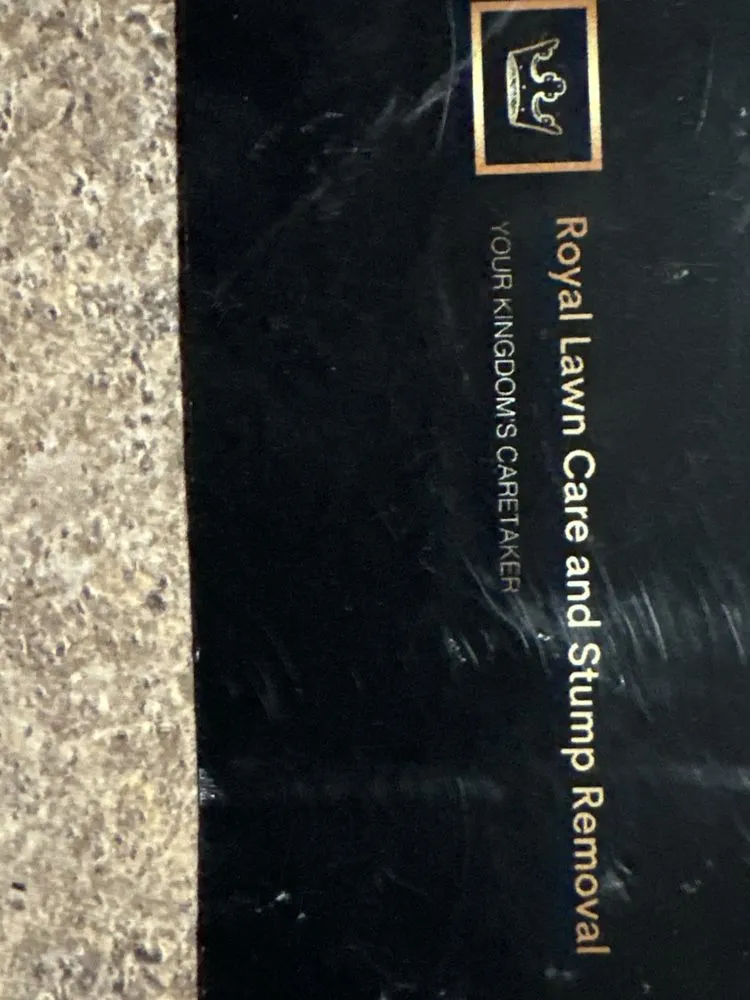 Royal Lawn Care and Stump Removal
YOUR KINGDOM'S CARETAKER